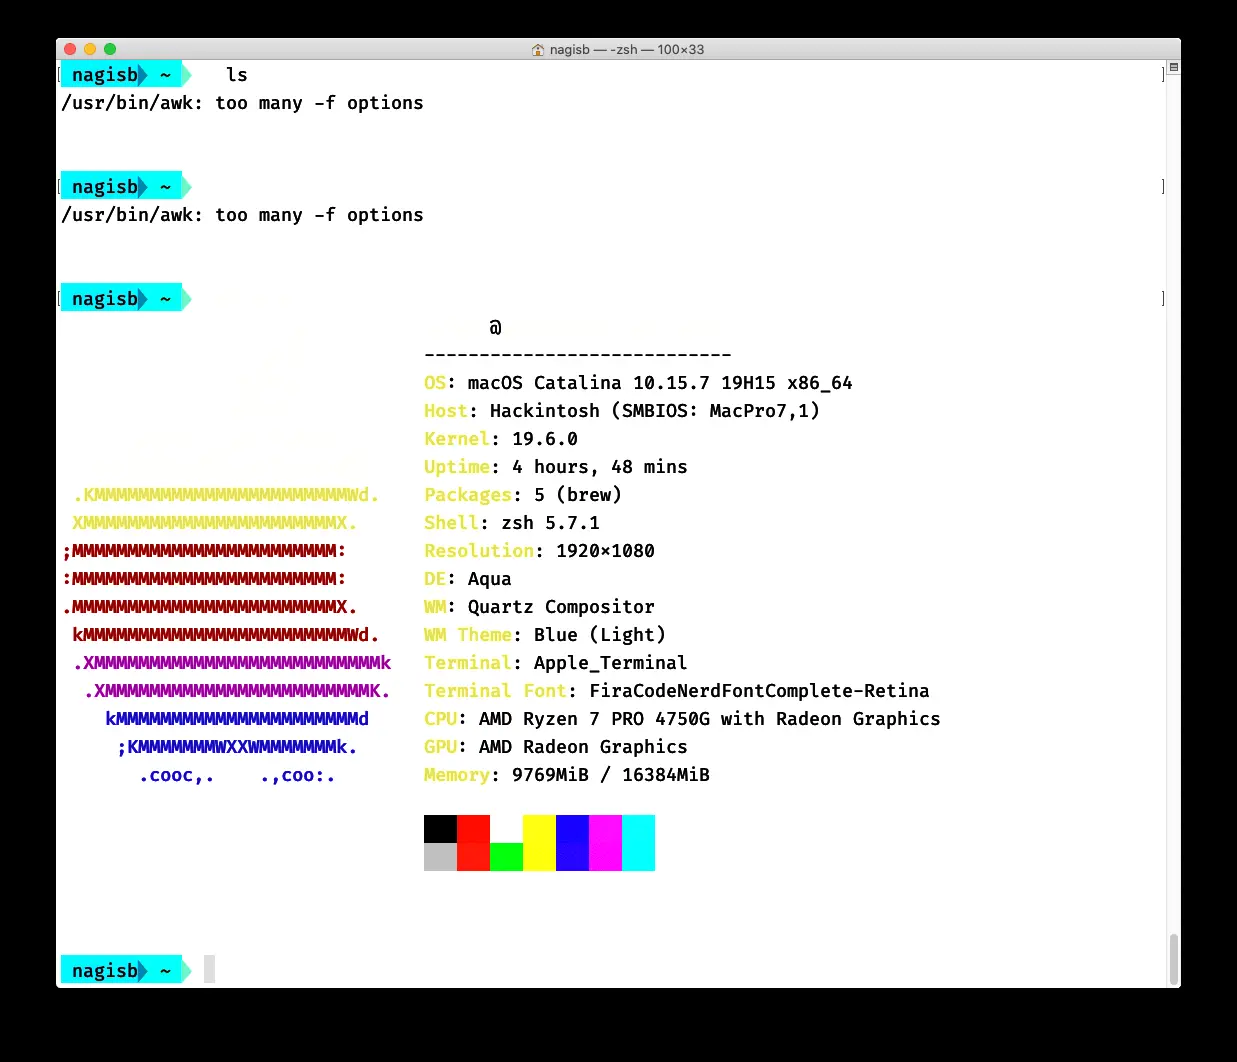 nagisb — -zsh — 100×33
nagisb ~ ls
/usr/bin/awk: too many -f options
nagisb ~
/usr/bin/awk: too many -f options
nagisb ~
@
----------------------------
OS: macOS Catalina 10.15.7 19H15 x86_64
Host: Hackintosh (SMBIOS: MacPro7,1)
Kernel: 19.6.0
Uptime: 4 hours, 48 mins
.KMMMMMMMMMMMMMMMMMMMMMMMWd. Packages: 5 (brew)
XMMMMMMMMMMMMMMMMMMMMMMMX. Shell: zsh 5.7.1
;MMMMMMMMMMMMMMMMMMMMMMMM: Resolution: 1920×1080
:MMMMMMMMMMMMMMMMMMMMMMMM: DE: Aqua
.MMMMMMMMMMMMMMMMMMMMMMMMX. WM: Quartz Compositor
kMMMMMMMMMMMMMMMMMMMMMMMMWd. WM Theme: Blue (Light)
.XMMMMMMMMMMMMMMMMMMMMMMMMMMk Terminal: Apple_Terminal
.XMMMMMMMMMMMMMMMMMMMMMMMMK. Terminal Font: FiraCodeNerdFontComplete-Retina
kMMMMMMMMMMMMMMMMMMMMMMd CPU: AMD Ryzen 7 PRO 4750G with Radeon Graphics
;KMMMMMMMWXXWMMMMMMMk. GPU: AMD Radeon Graphics
.cooc,. .,coo:. Memory: 9769MiB / 16384MiB
nagisb ~